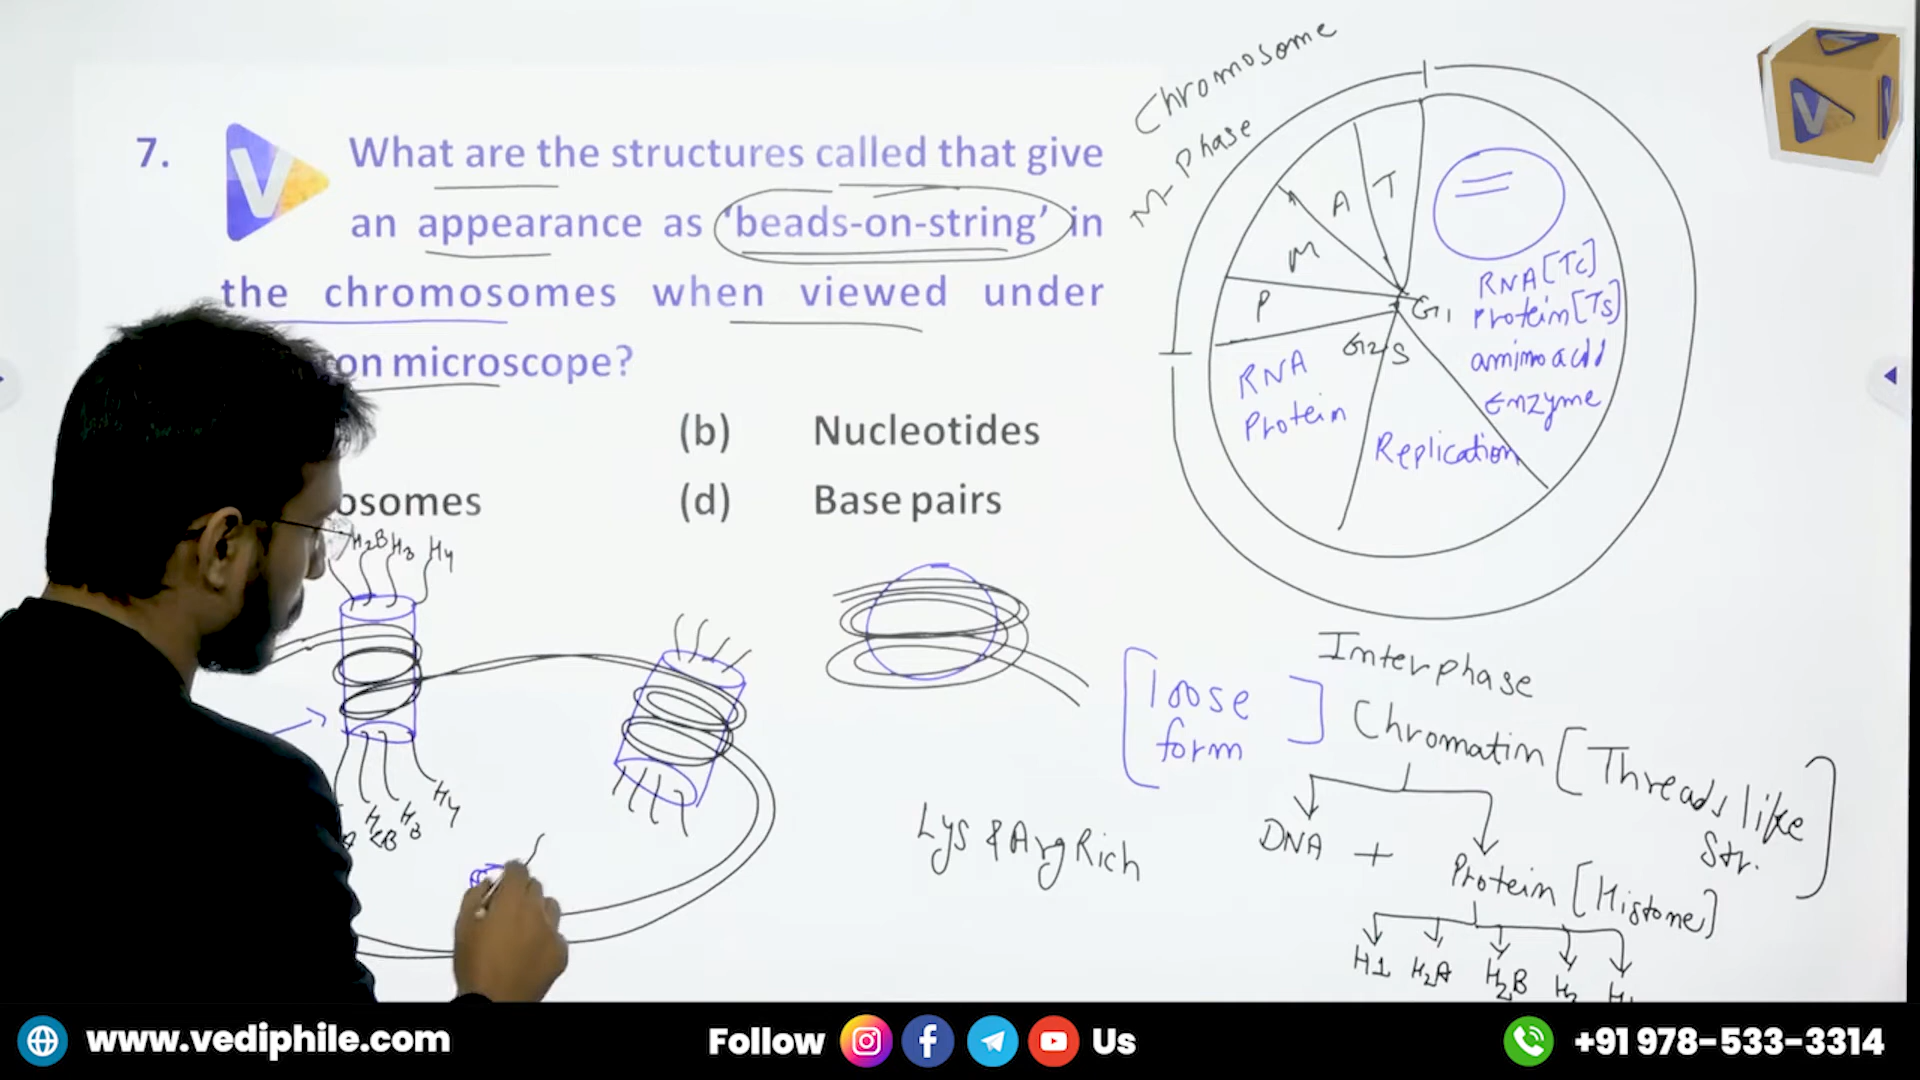 7.
What are the structures called that give
an appearance as ‘beads-on-string’ in
the chromosomes when viewed under
on microscope?
(b) Nucleotides
osomes
(d) Base pairs
Chromosome
M-Phase
T
A
M
P
G1
G2
S
RNA
Protein
Replication
RNA [Tc]
Protein [Ts]
amino acid
Enzyme
H2B H3 H4
H2B H3 H4
[loose
form]
Interphase
Chromatin [Threads like
Str.]
DNA + Protein [Histone]
H1 H2A H2B
Lys & Arg Rich
www.vediphile.com
Follow Us
+91 978-533-3314